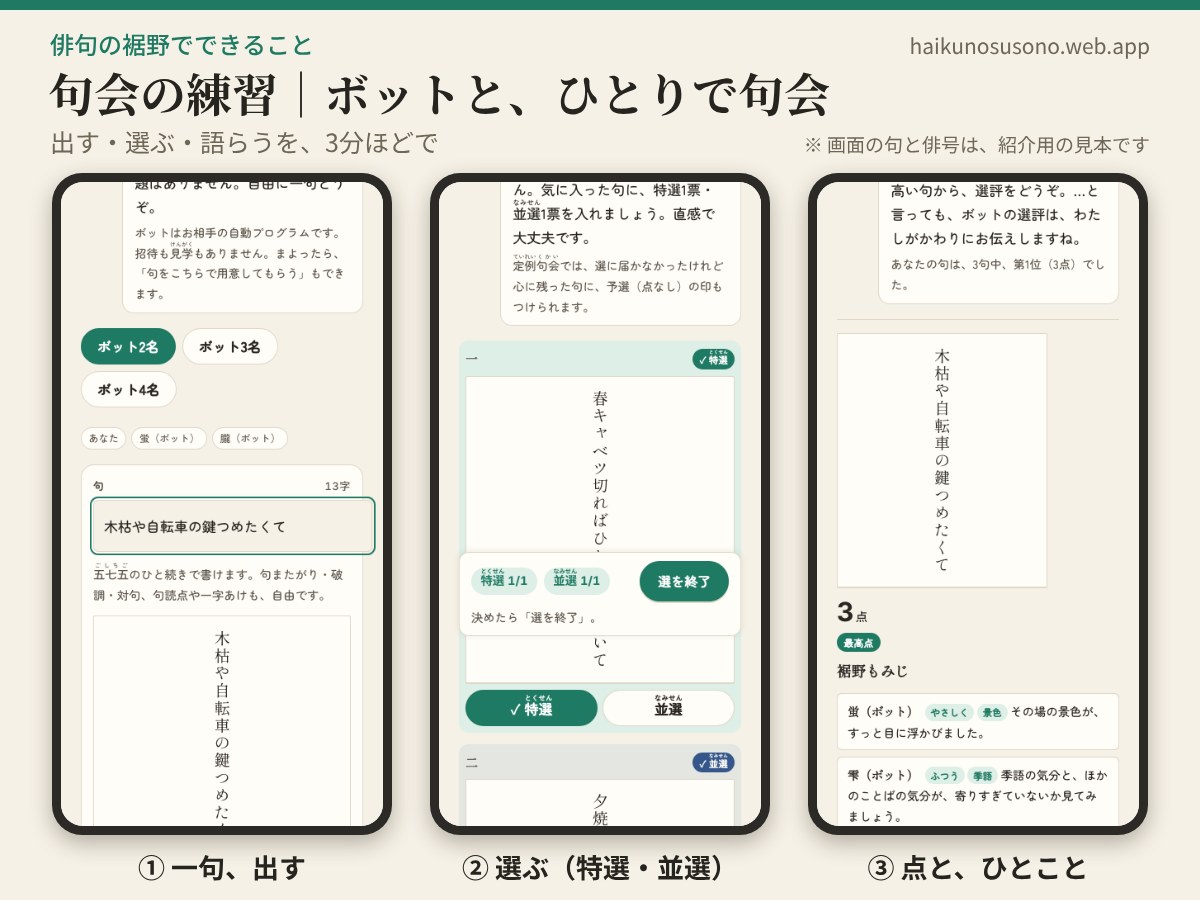 俳句の裾野でできること
haikunosusono.web.app
句会の練習｜ボットと、ひとりで句会
出す・選ぶ・語らうを、3分ほどで
※ 画面の句と俳号は、紹介用の見本です
題はありません。自由に一句どう
ぞ。
ボットはお相手の自動プログラムです。
招待も見学もありません。まよったら、
「句をこちらで用意してもらう」もでき
ます。
ボット2名
ボット3名
ボット4名
あなた
蛍（ボット）
朧（ボット）
句
13字
木枯や自転車の鍵つめたくて
五七五のひと続きで書けます。句またがり・破
調・対句、句読点や一字あけも、自由です。
木枯や自転車の鍵つめた
① 一句、出す
ん。気に入った句に、特選1票・
並選1票を入れましょう。直感で
大丈夫です。
定例句会では、選に届かなかったけれど
心に残った句に、予選（点なし）の印も
つけられます。
一
✓特選
春キャベツ切ればひ
いて
特選 1/1
並選 1/1
選を終了
決めたら「選を終了」。
✓ 特選
並選
二
✓並選
夕焼
② 選ぶ（特選・並選）
高い句から、選評をどうぞ。…と
言っても、ボットの選評は、わた
しがかわりにお伝えしますね。
あなたの句は、3句中、第1位（3点）でし
た。
木枯や自転車の鍵つめたくて
3点
最高点
裾野もみじ
蛍（ボット） やさしく 景色 その場の景色が、
すっと目に浮かびました。
雫（ボット） ふつう 季語 季語の気分と、ほか
のことばの気分が、寄りすぎていないか見てみ
ましょう。
③ 点と、ひとこと